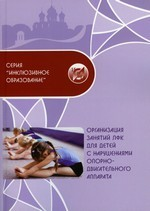 СЕРИЯ
"ИНКЛЮЗИВНОЕ
ОБРАЗОВАНИЕ"
ОРГАНИЗАЦИЯ
ЗАНЯТИЙ ЛФК
ДЛЯ ДЕТЕЙ
С НАРУШЕНИЯМИ
ОПОРНО-
ДВИГАТЕЛЬНОГО
АППАРАТА